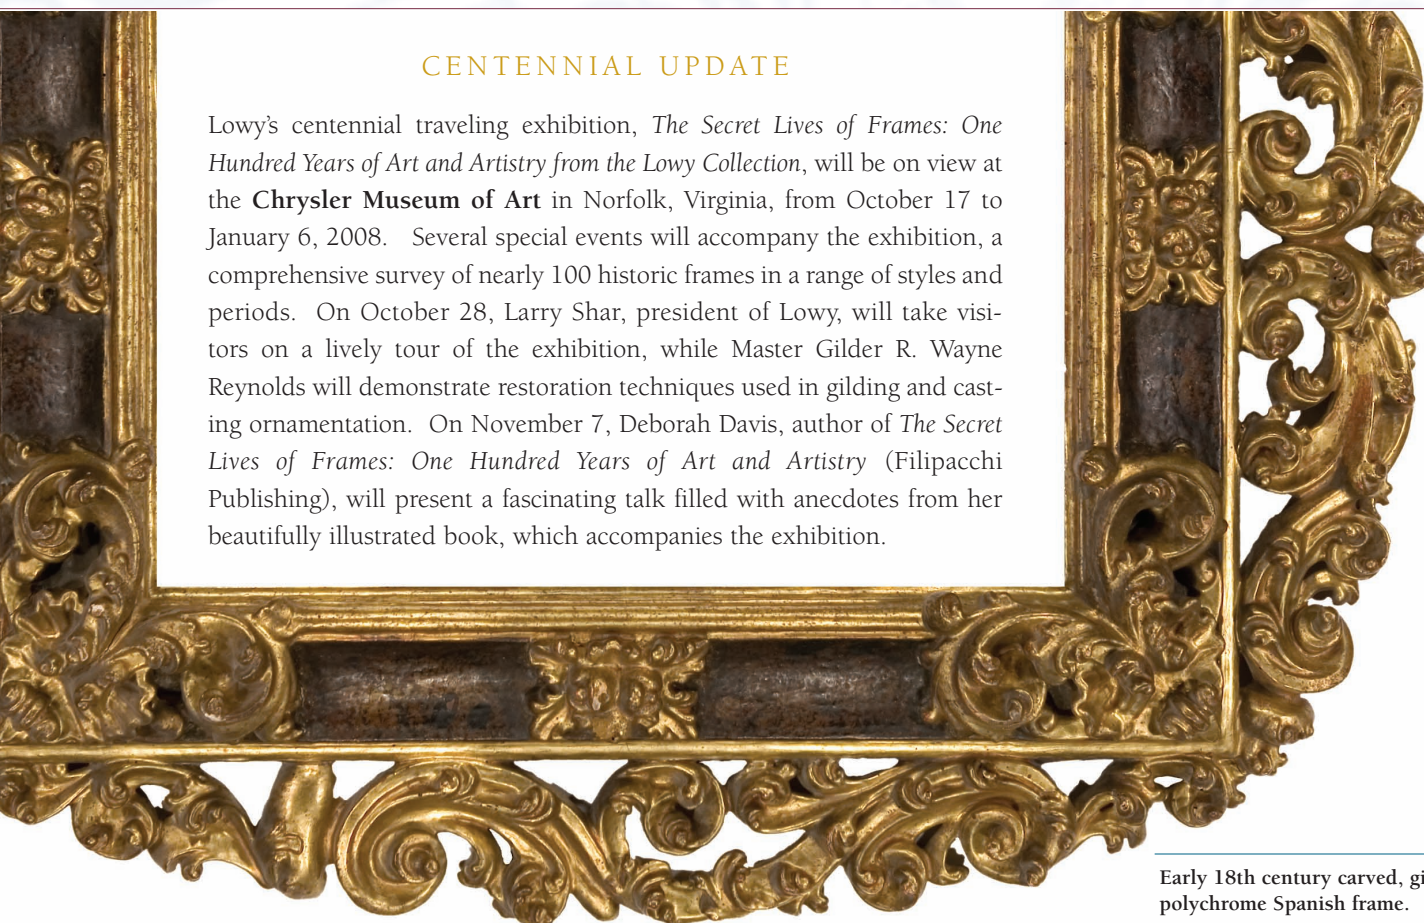 CENTENNIAL UPDATE
Lowy's centennial traveling exhibition, The Secret Lives of Frames: One
Hundred Years of Art and Artistry from the Lowy Collection, will be on view at
the Chrysler Museum of Art in Norfolk, Virginia, from October 17 to
January 6, 2008. Several special events will accompany the exhibition, a
comprehensive survey of nearly 100 historic frames in a range of styles and
periods. On October 28, Larry Shar, president of Lowy, will take visi-
tors on a lively tour of the exhibition, while Master Gilder R. Wayne
Reynolds will demonstrate restoration techniques used in gilding and cast-
ing ornamentation. On November 7, Deborah Davis, author of The Secret
Lives of Frames: One Hundred Years of Art and Artistry (Filipacchi
Publishing), will present a fascinating talk filled with anecdotes from her
beautifully illustrated book, which accompanies the exhibition.
Early 18th century carved,
polychrome Spanish frame.